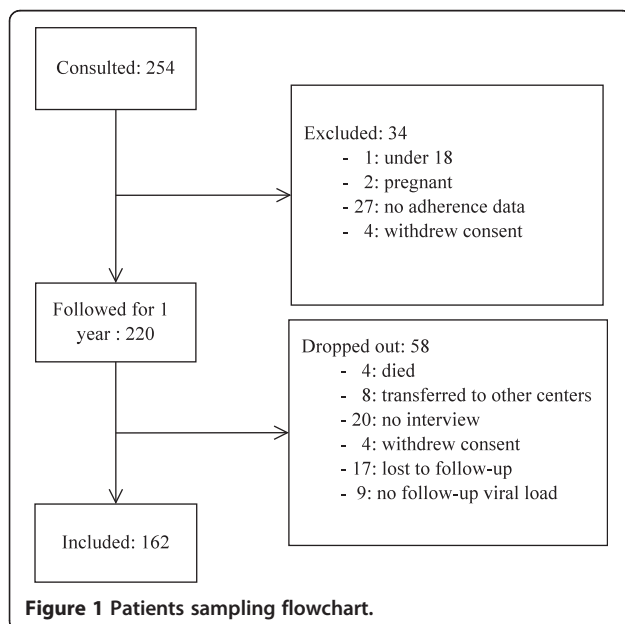 Consulted: 254
Excluded: 34
- 1: under 18
- 2: pregnant
- 27: no adherence data
- 4: withdrew consent
Followed for 1
year : 220
Dropped out: 58
- 4: died
- 8: transferred to other centers
- 20: no interview
- 4: withdrew consent
- 17: lost to follow-up
- 9: no follow-up viral load
Included: 162
Figure 1 Patients sampling flowchart.